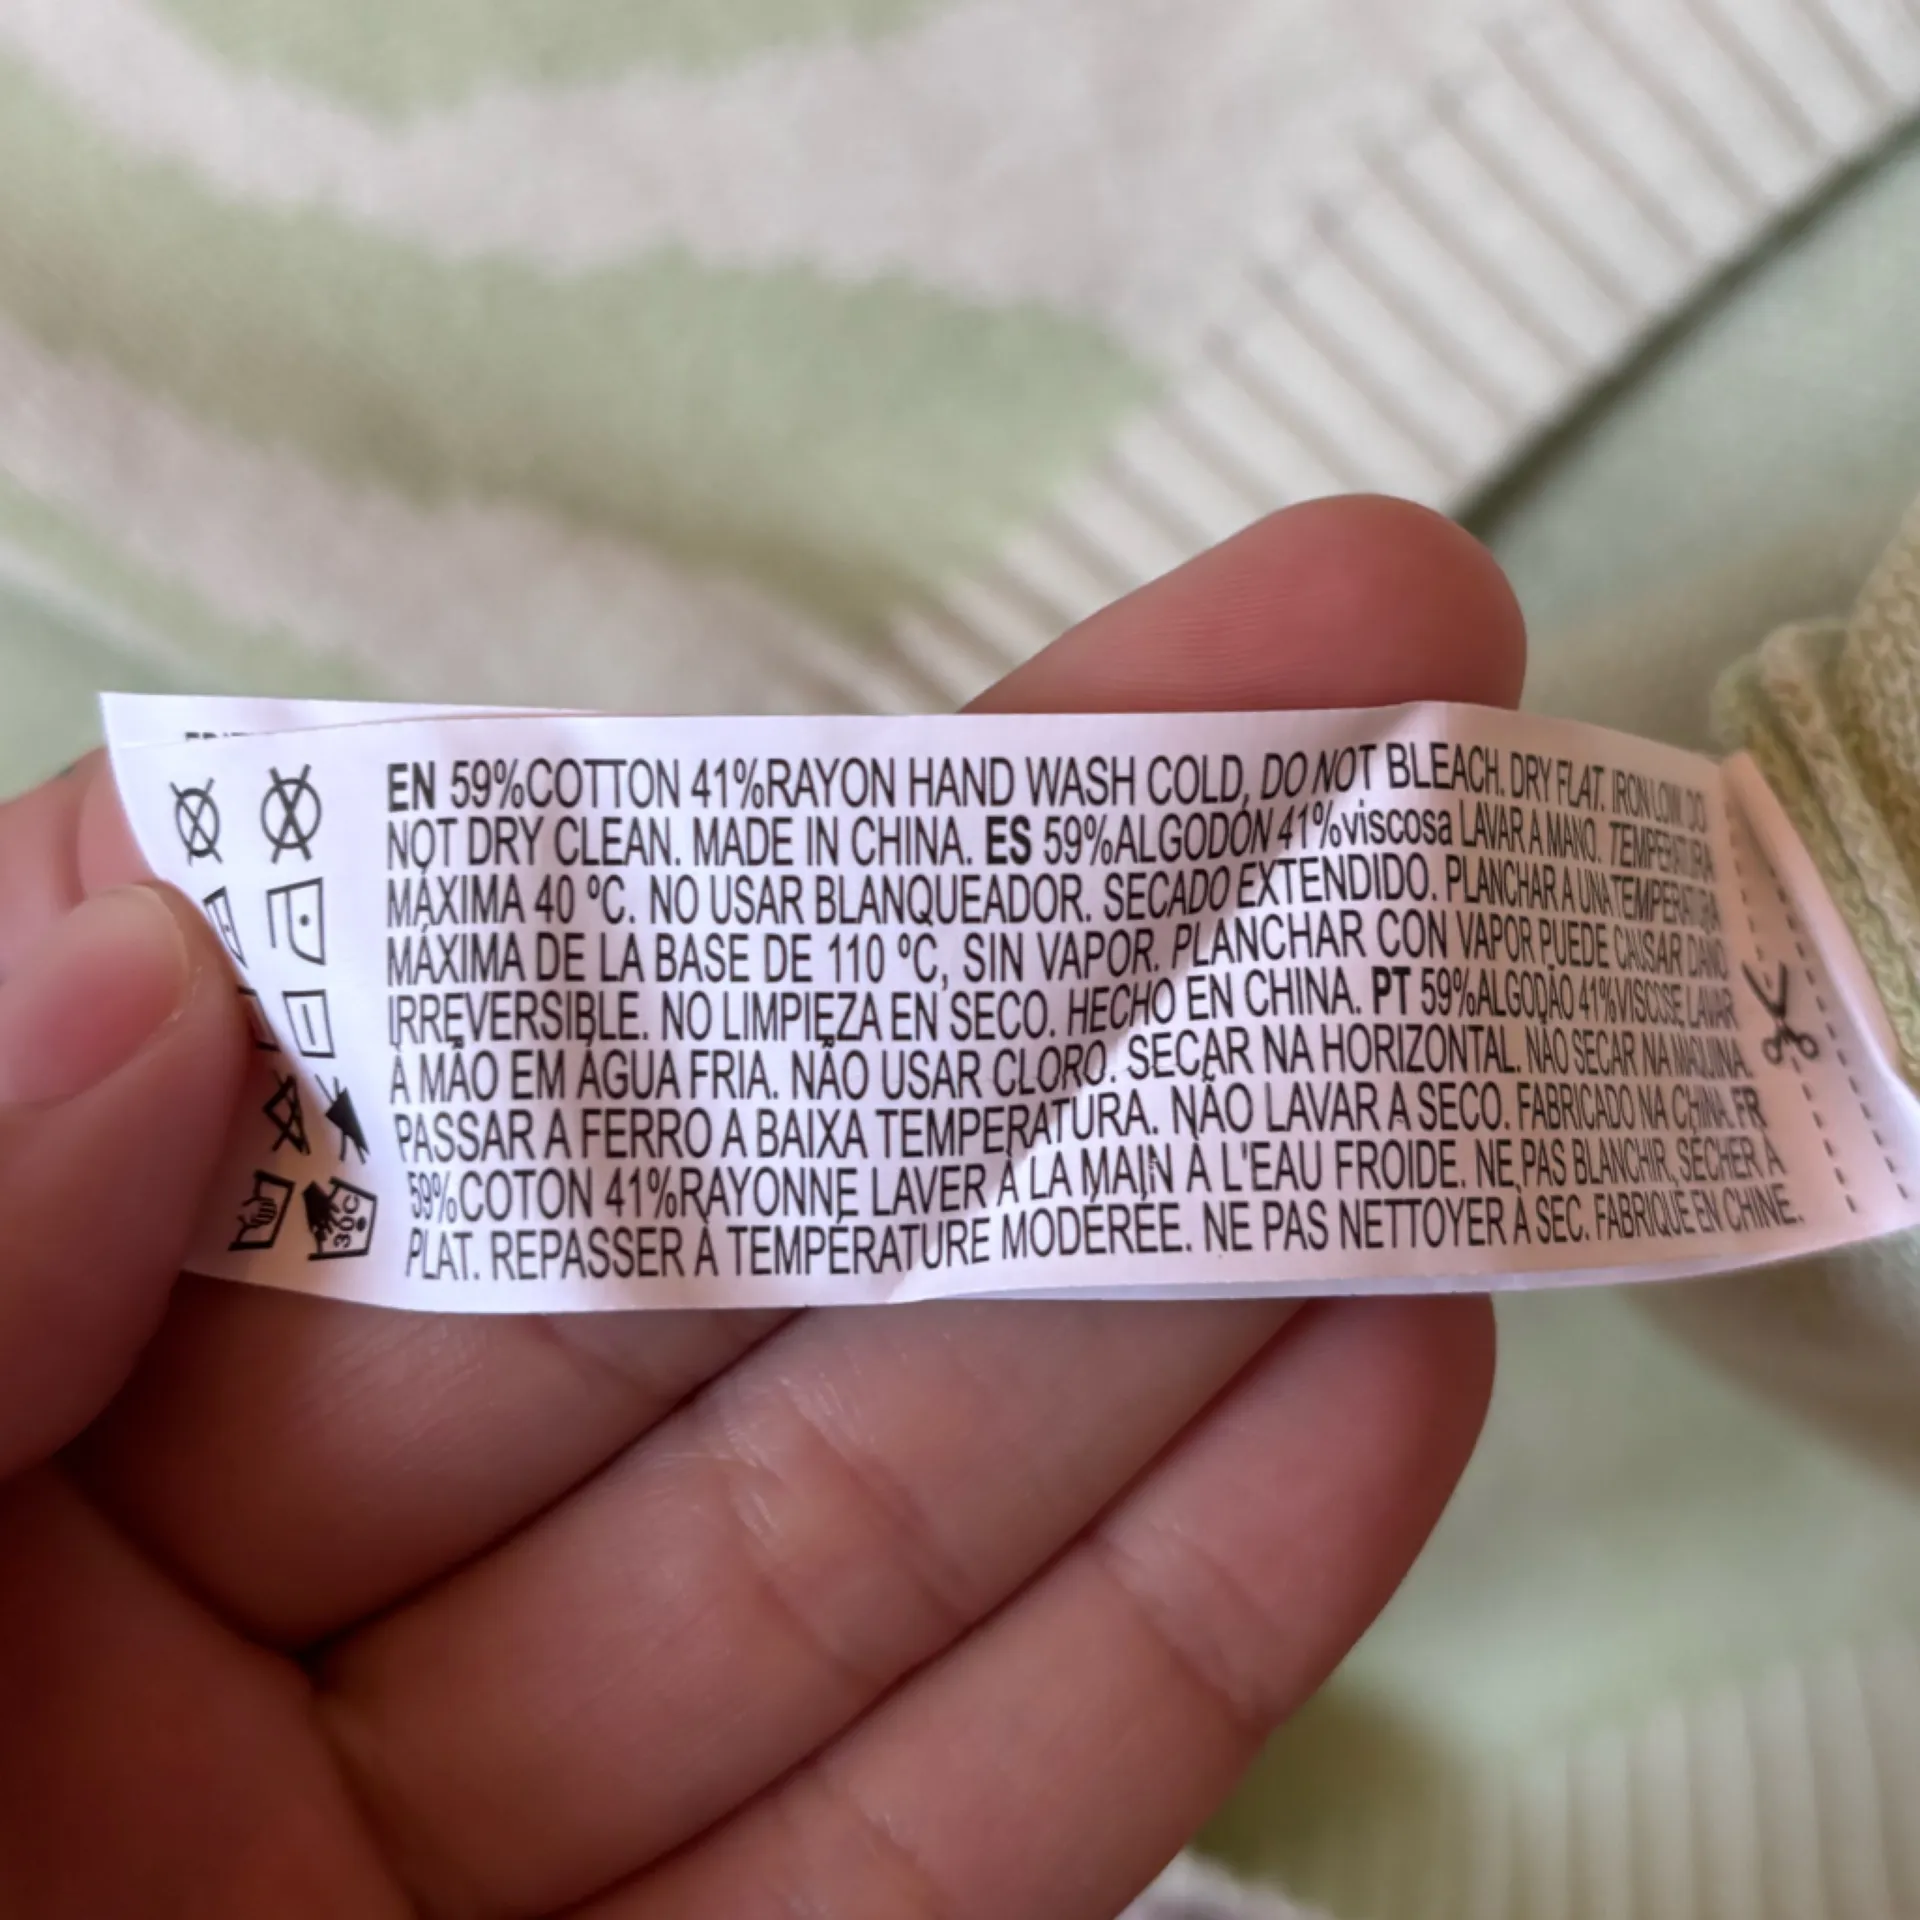 EN 59%COTTON 41%RAYON HAND WASH COLD, DO NOT BLEACH. DRY FLAT. IRON LOW. DO
NOT DRY CLEAN. MADE IN CHINA. ES 59%ALGODÓN 41%viscosa LAVAR A MANO. TEMPERATURA
MÁXIMA 40 ºC. NO USAR BLANQUEADOR. SECADO EXTENDIDO. PLANCHAR A UNA TEMPERATURA
MÁXIMA DE LA BASE DE 110 ºC, SIN VAPOR. PLANCHAR CON VAPOR PUEDE CAUSAR DANO
IRREVERSIBLE. NO LIMPIEZA EN SECO. HECHO EN CHINA. PT 59%ALGODÃO 41%VISCOSE LAVAR
À MÃO EM ÁGUA FRIA. NÃO USAR CLORO. SECAR NA HORIZONTAL. NÃO SECAR NA MÁQUINA.
PASSAR A FERRO A BAIXA TEMPERATURA. NÃO LAVAR A SECO. FABRICADO NA CHINA. FR
59%COTON 41%RAYONNE LAVER À LA MAIN À L'EAU FROIDE. NE PAS BLANCHIR, SÉCHER À
PLAT. REPASSER À TEMPÉRATURE MODÉRÉE. NE PAS NETTOYER À SEC. FABRIQUÉ EN CHINE.
30C